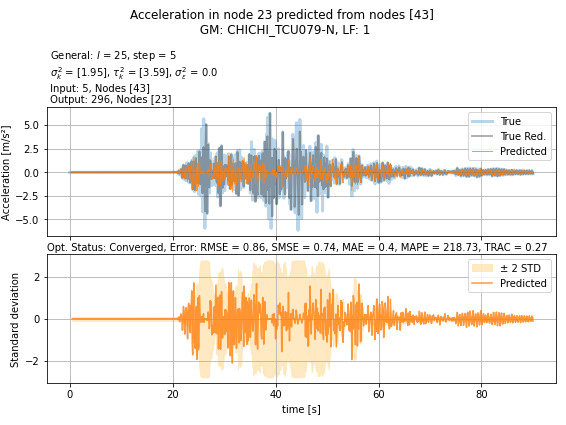 Acceleration in node 23 predicted from nodes [43]
GM: CHICHI_TCU079-N, LF: 1
General: l = 25, step = 5
σ²ₖ = [1.95], τ²ₖ = [3.59], σ²ₑ = 0.0
Input: 5, Nodes [43]
Output: 296, Nodes [23]
Acceleration [m/s²]
5.0
2.5
0.0
−2.5
−5.0
True
True Red.
Predicted
Opt. Status: Converged, Error: RMSE = 0.86, SMSE = 0.74, MAE = 0.4, MAPE = 218.73, TRAC = 0.27
Standard deviation
2
0
−2
± 2 STD
Predicted
0
20
40
60
80
time [s]